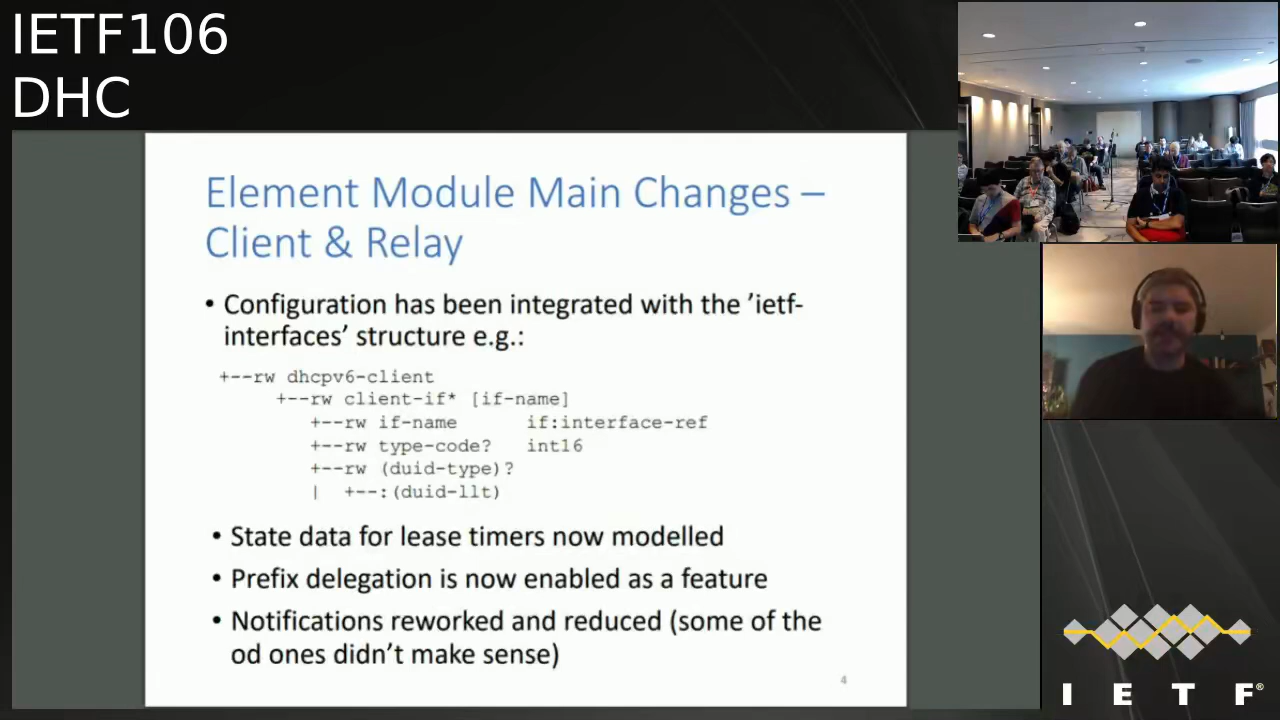 IETF106
DHC
Element Module Main Changes –
Client & Relay
• Configuration has been integrated with the ’ietf-
interfaces’ structure e.g.:
+--rw dhcpv6-client
+--rw client-if* [if-name]
+--rw if-name if:interface-ref
+--rw type-code? int16
+--rw (duid-type)?
| +--:(duid-llt)
• State data for lease timers now modelled
• Prefix delegation is now enabled as a feature
• Notifications reworked and reduced (some of the
od ones didn’t make sense)
4
I E T F®